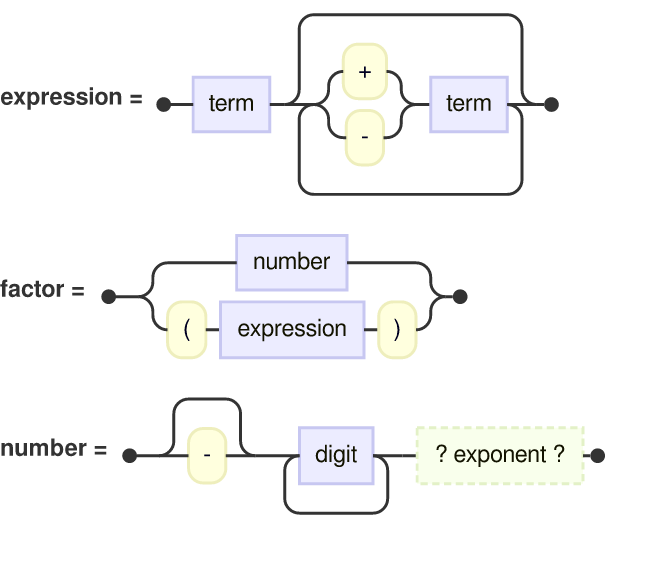 +
expression = term term
-
number
factor =
( expression )
number = - digit ? exponent ?